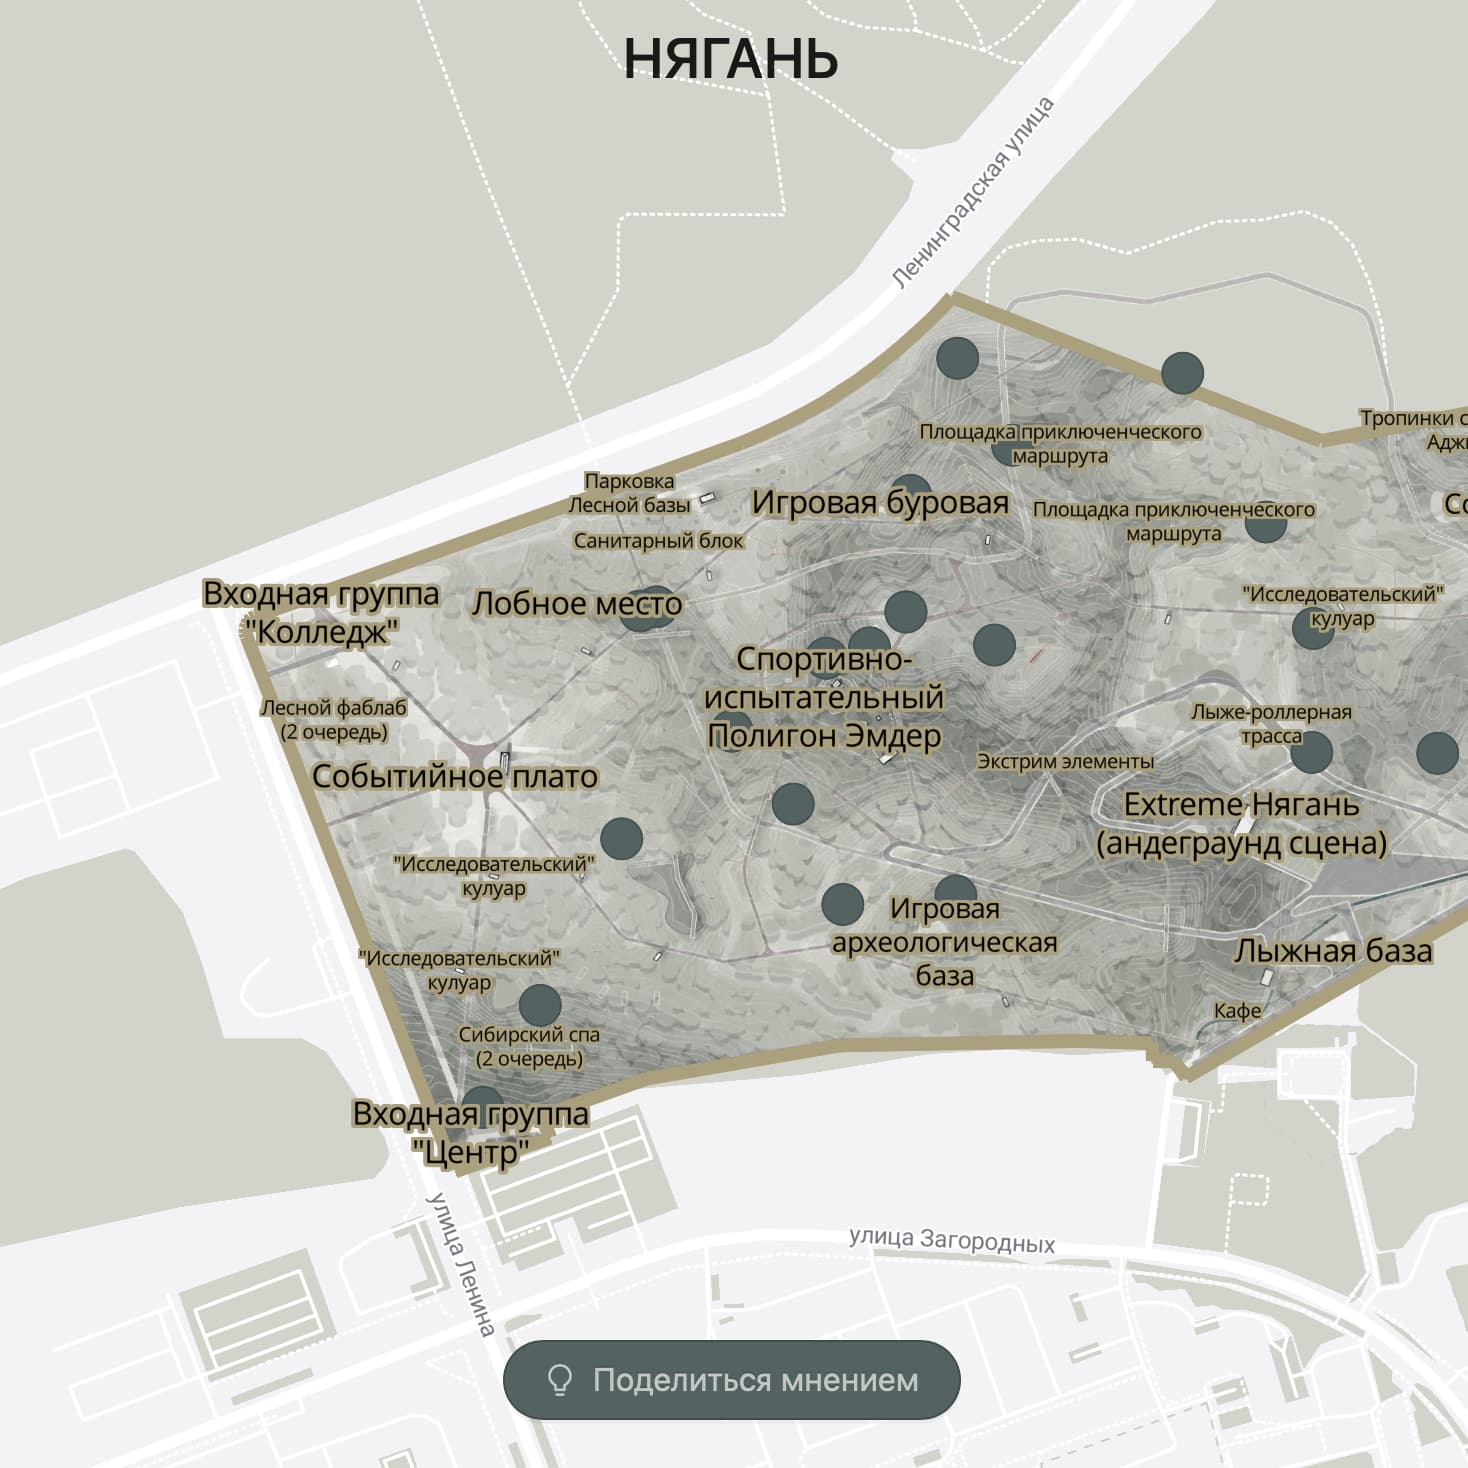 НЯГАНЬ
Ленинградская улица
Площадка приключенческого
маршрута
Тропинки с
Парковка
Лесной базы
Игровая буровая
Площадка приключенческого
маршрута
Санитарный блок
Входная группа
"Колледж"
Лобное место
"Исследовательский"
кулуар
Спортивно-
испытательный
Полигон Эмдер
Лесной фаблаб
(2 очередь)
Лыже-роллерная
трасса
Событийное плато
Экстрим элементы
Extreme Нягань
(андеграунд сцена)
"Исследовательский"
кулуар
Игровая
археологическая
база
Лыжная база
"Исследовательский"
кулуар
Кафе
Сибирский спа
(2 очередь)
Входная группа
"Центр"
улица Ленина
улица Загородных
Поделиться мнением